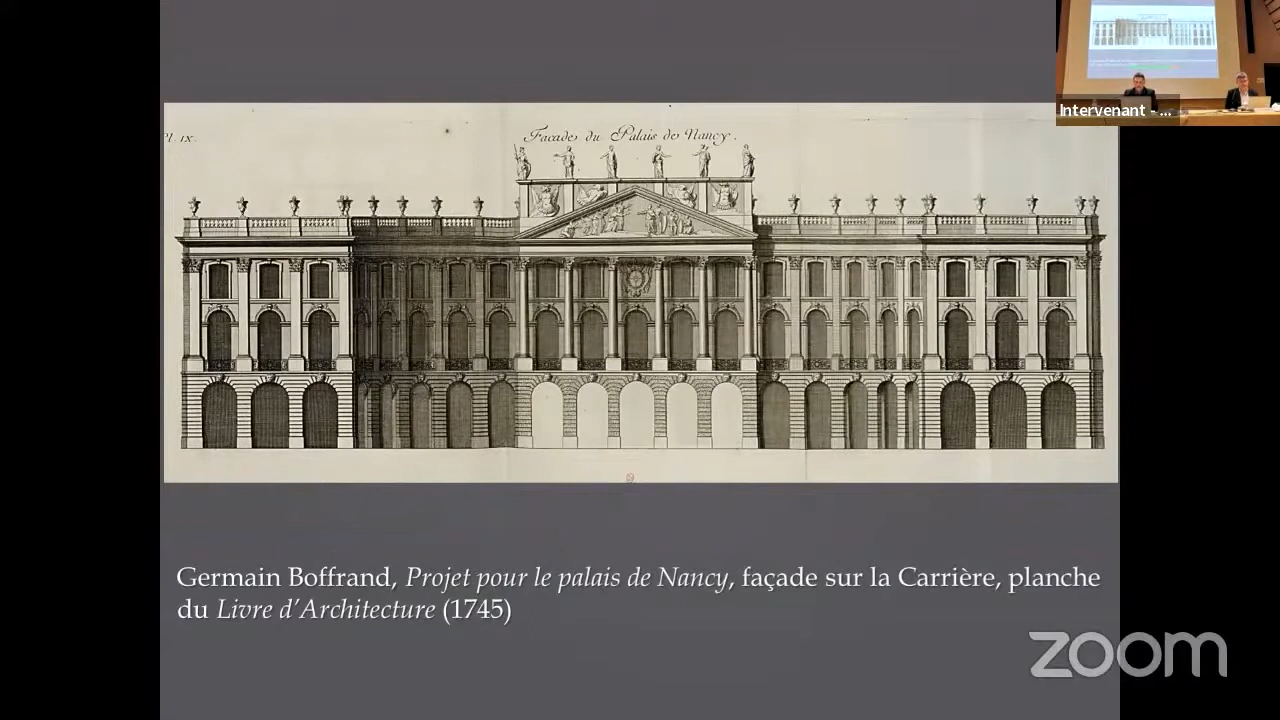 Intervenant - ...
Pl. IX.
Facade du Palais de Nancy.
Germain Boffrand, Projet pour le palais de Nancy, façade sur la Carrière, planche
du Livre d'Architecture (1745)
zoom